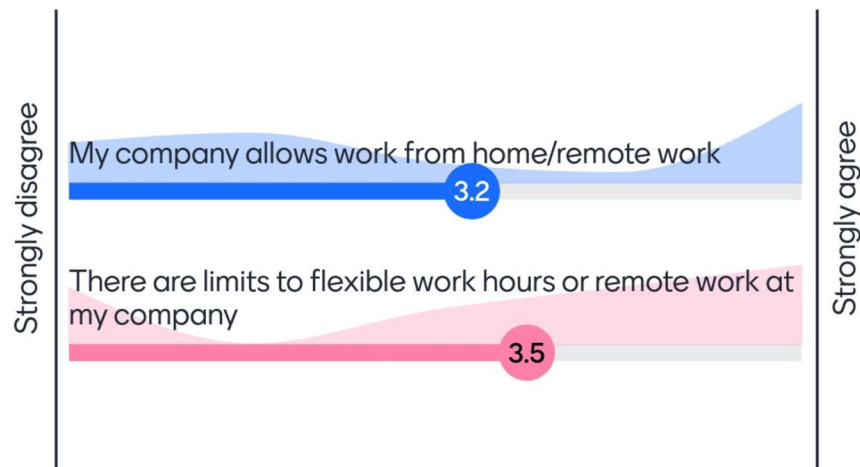 Strongly disagree
My company allows work from home/remote work
3.2
There are limits to flexible work hours or remote work at
my company
3.5
Strongly agree